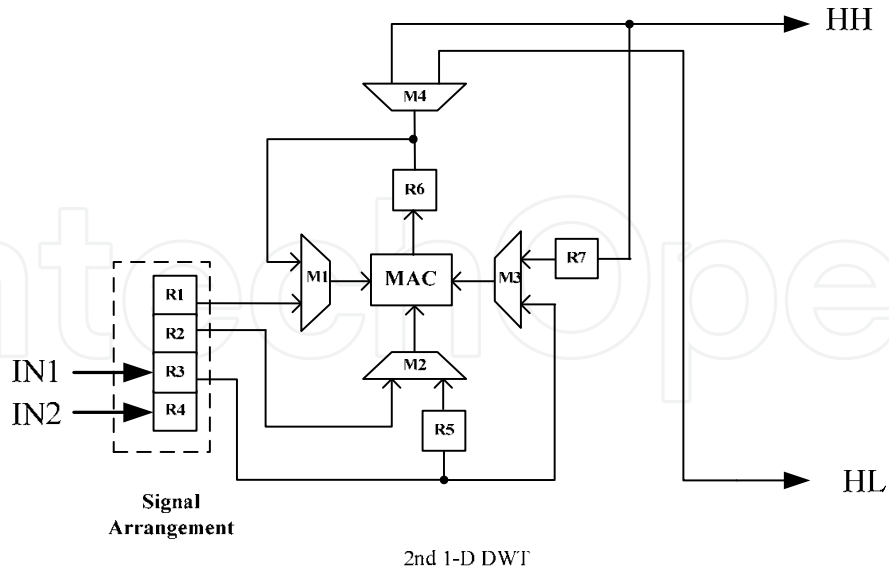 HH
M4
R6
M1
MAC
M3
R7
R1
R2
R3
R4
IN1
IN2
M2
R5
HL
Signal
Arrangement
2nd 1-D DWT
ntechOpe